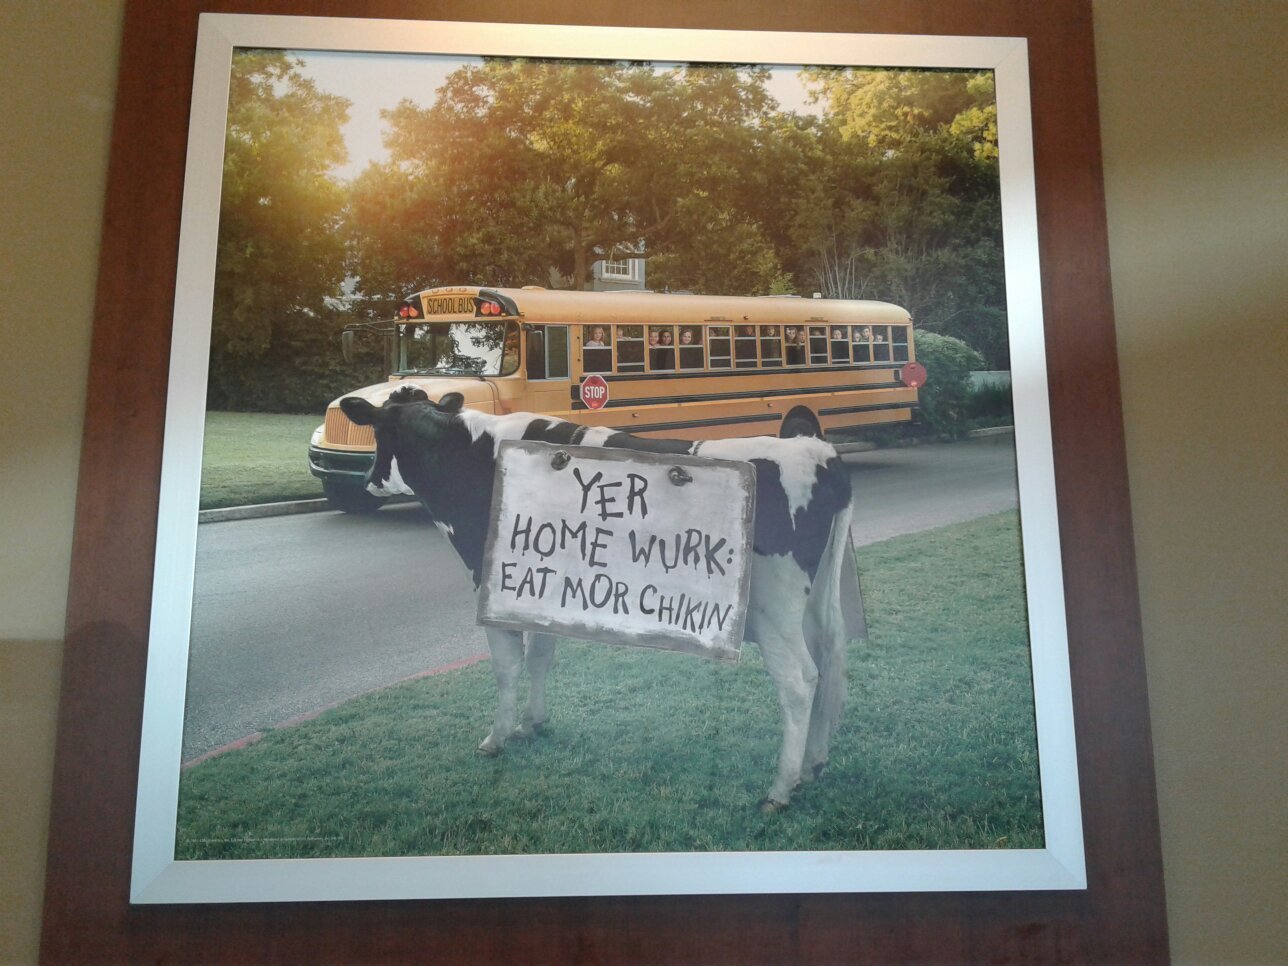 SCHOOL BUS
STOP
YER
HOME WURK:
EAT MOR CHIKIN